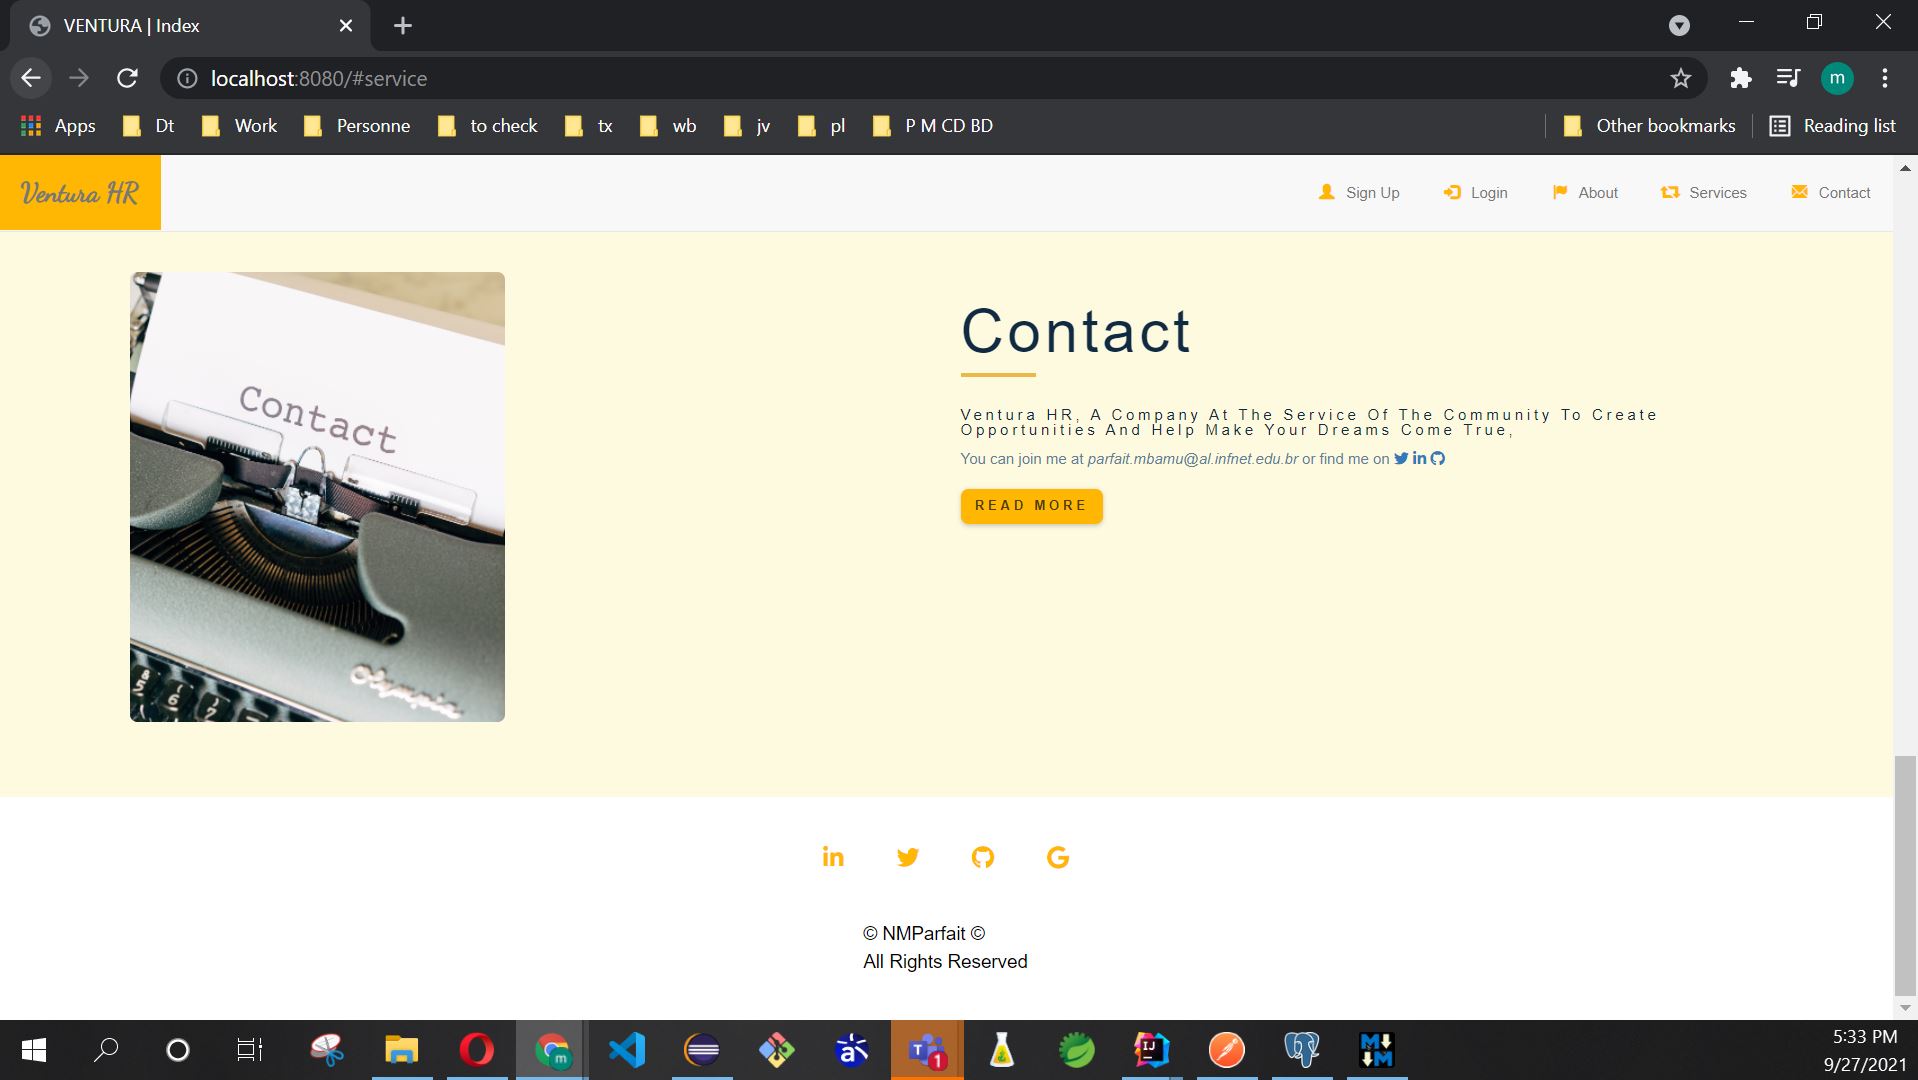 VENTURA | Index
localhost:8080/#service
m
Apps
Dt
Work
Personne
to check
tx
wb
jv
pl
P M CD BD
Other bookmarks
Reading list
Ventura HR
Sign Up
Login
About
Services
Contact
Contact
Olympia
5
6
Contact
Ventura HR, A Company At The Service Of The Community To Create
Opportunities And Help Make Your Dreams Come True,
You can join me at parfait.mbamu@al.infnet.edu.br or find me on
READ MORE
© NMParfait ©
All Rights Reserved
m
1
5:33 PM
9/27/2021